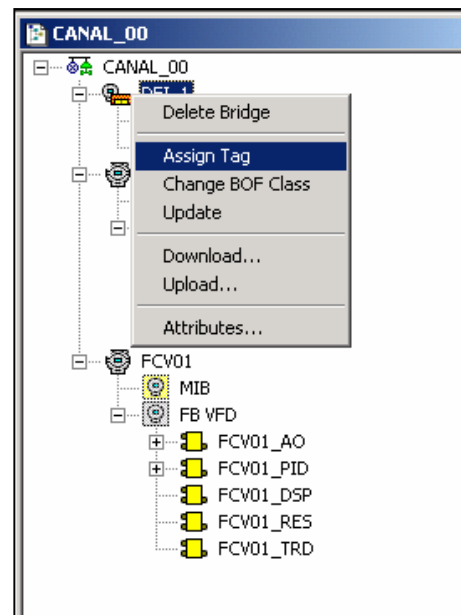 CANAL_00
CANAL_00
Delete Bridge
Assign Tag
Change BOF Class
Update
Download...
Upload...
Attributes...
FCV01
MIB
FB VFD
FCV01_AO
FCV01_PID
FCV01_DSP
FCV01_RES
FCV01_TRD